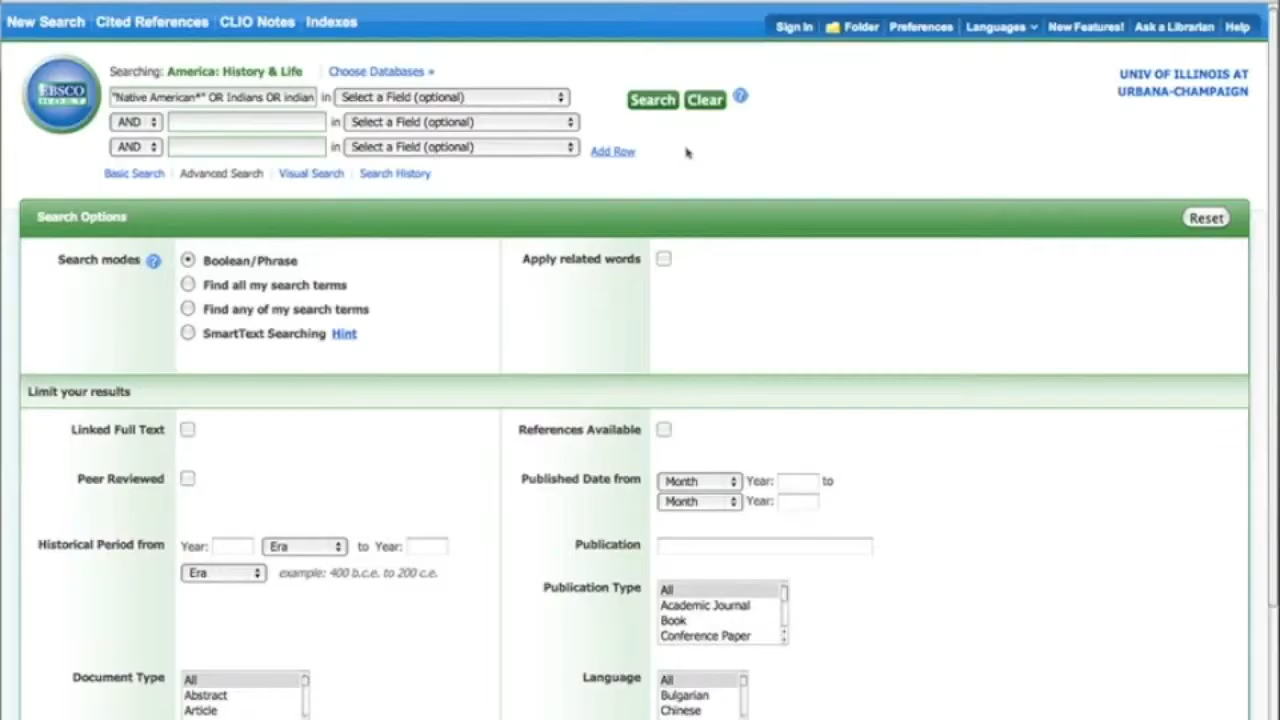 New Search Cited References CLIO Notes Indexes
Sign In Folder Preferences Languages New Features! Ask a Librarian Help
Searching: America: History & Life Choose Databases »
UNIV OF ILLINOIS AT
URBANA-CHAMPAIGN
EBSCO
HOST
"Native American*" OR Indians OR indian in Select a Field (optional) Search Clear ?
AND in Select a Field (optional)
AND in Select a Field (optional) Add Row
Basic Search Advanced Search Visual Search Search History
Search Options Reset
Search modes ? Boolean/Phrase Apply related words
Find all my search terms
Find any of my search terms
SmartText Searching Hint
Limit your results
Linked Full Text References Available
Peer Reviewed Published Date from Month Year: to
Month Year:
Historical Period from Year: Era to Year: Publication
Era example: 400 b.c.e. to 200 c.e.
Publication Type All
Academic Journal
Book
Conference Paper
Document Type All Language All
Abstract Bulgarian
Article Chinese